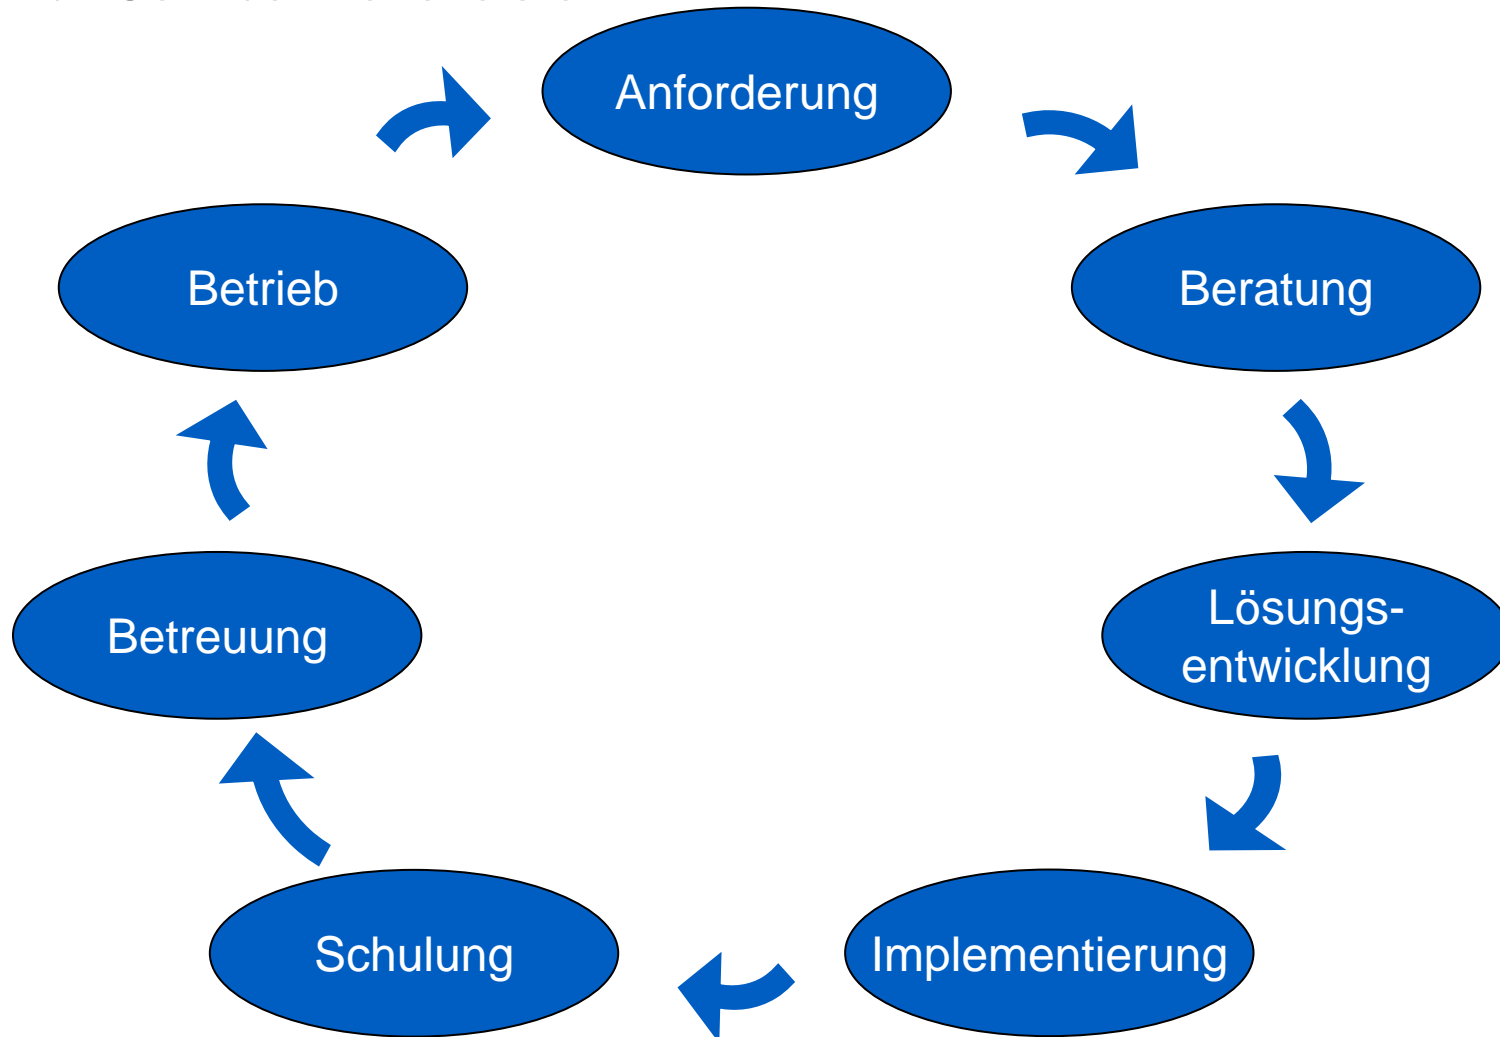 Anforderung
Betrieb
Beratung
Betreuung
Lösungs-
entwicklung
Schulung
Implementierung